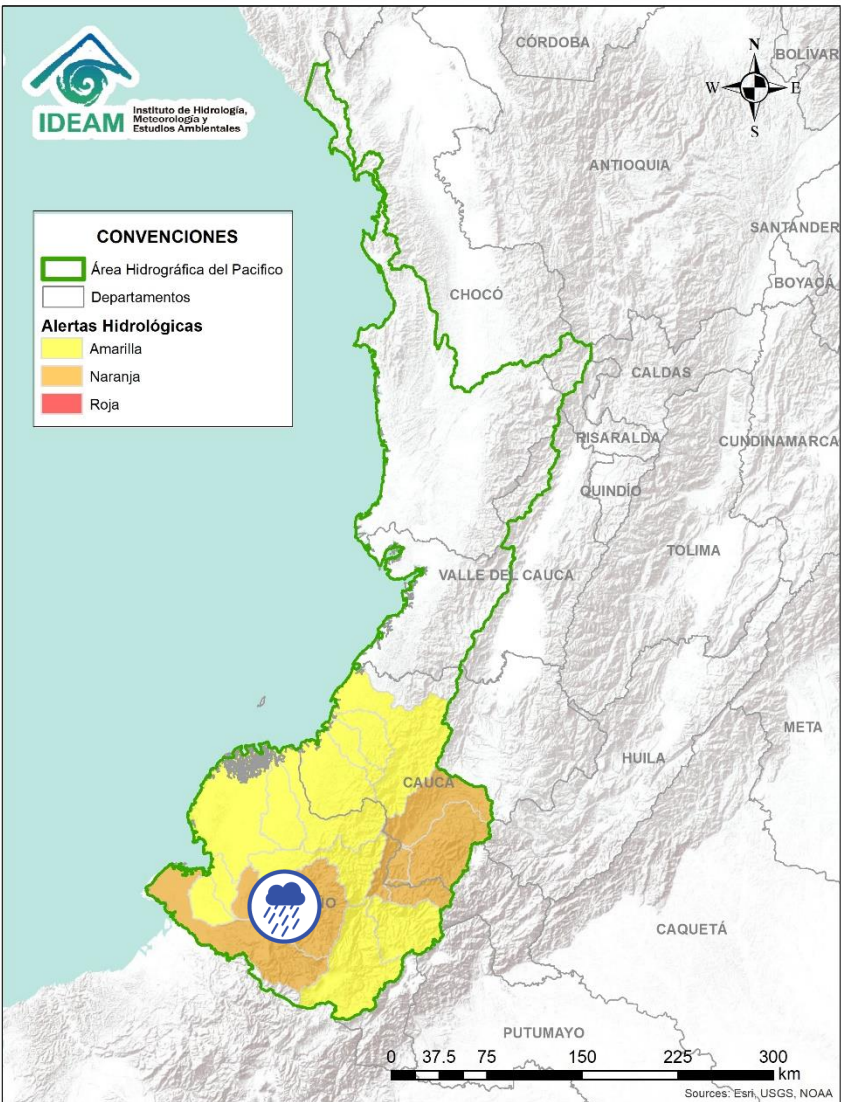 IDEAM
Instituto de Hidrología,
Meteorología y
Estudios Ambientales
CÓRDOBA
BOLÍVAR
N
W
E
S
ANTIOQUIA
SANTANDER
BOYACÁ
CONVENCIONES
Área Hidrográfica del Pacifico
Departamentos
Alertas Hidrológicas
Amarilla
Naranja
Roja
CHOCÓ
CALDAS
RISARALDA
CUNDINAMARCA
QUINDÍO
TOLIMA
VALLE DEL CAUCA
META
HUILA
CAUCA
ÑO
CAQUETÁ
PUTUMAYO
0 37.5 75 150 225 300
km
Sources: Esri, USGS, NOAA